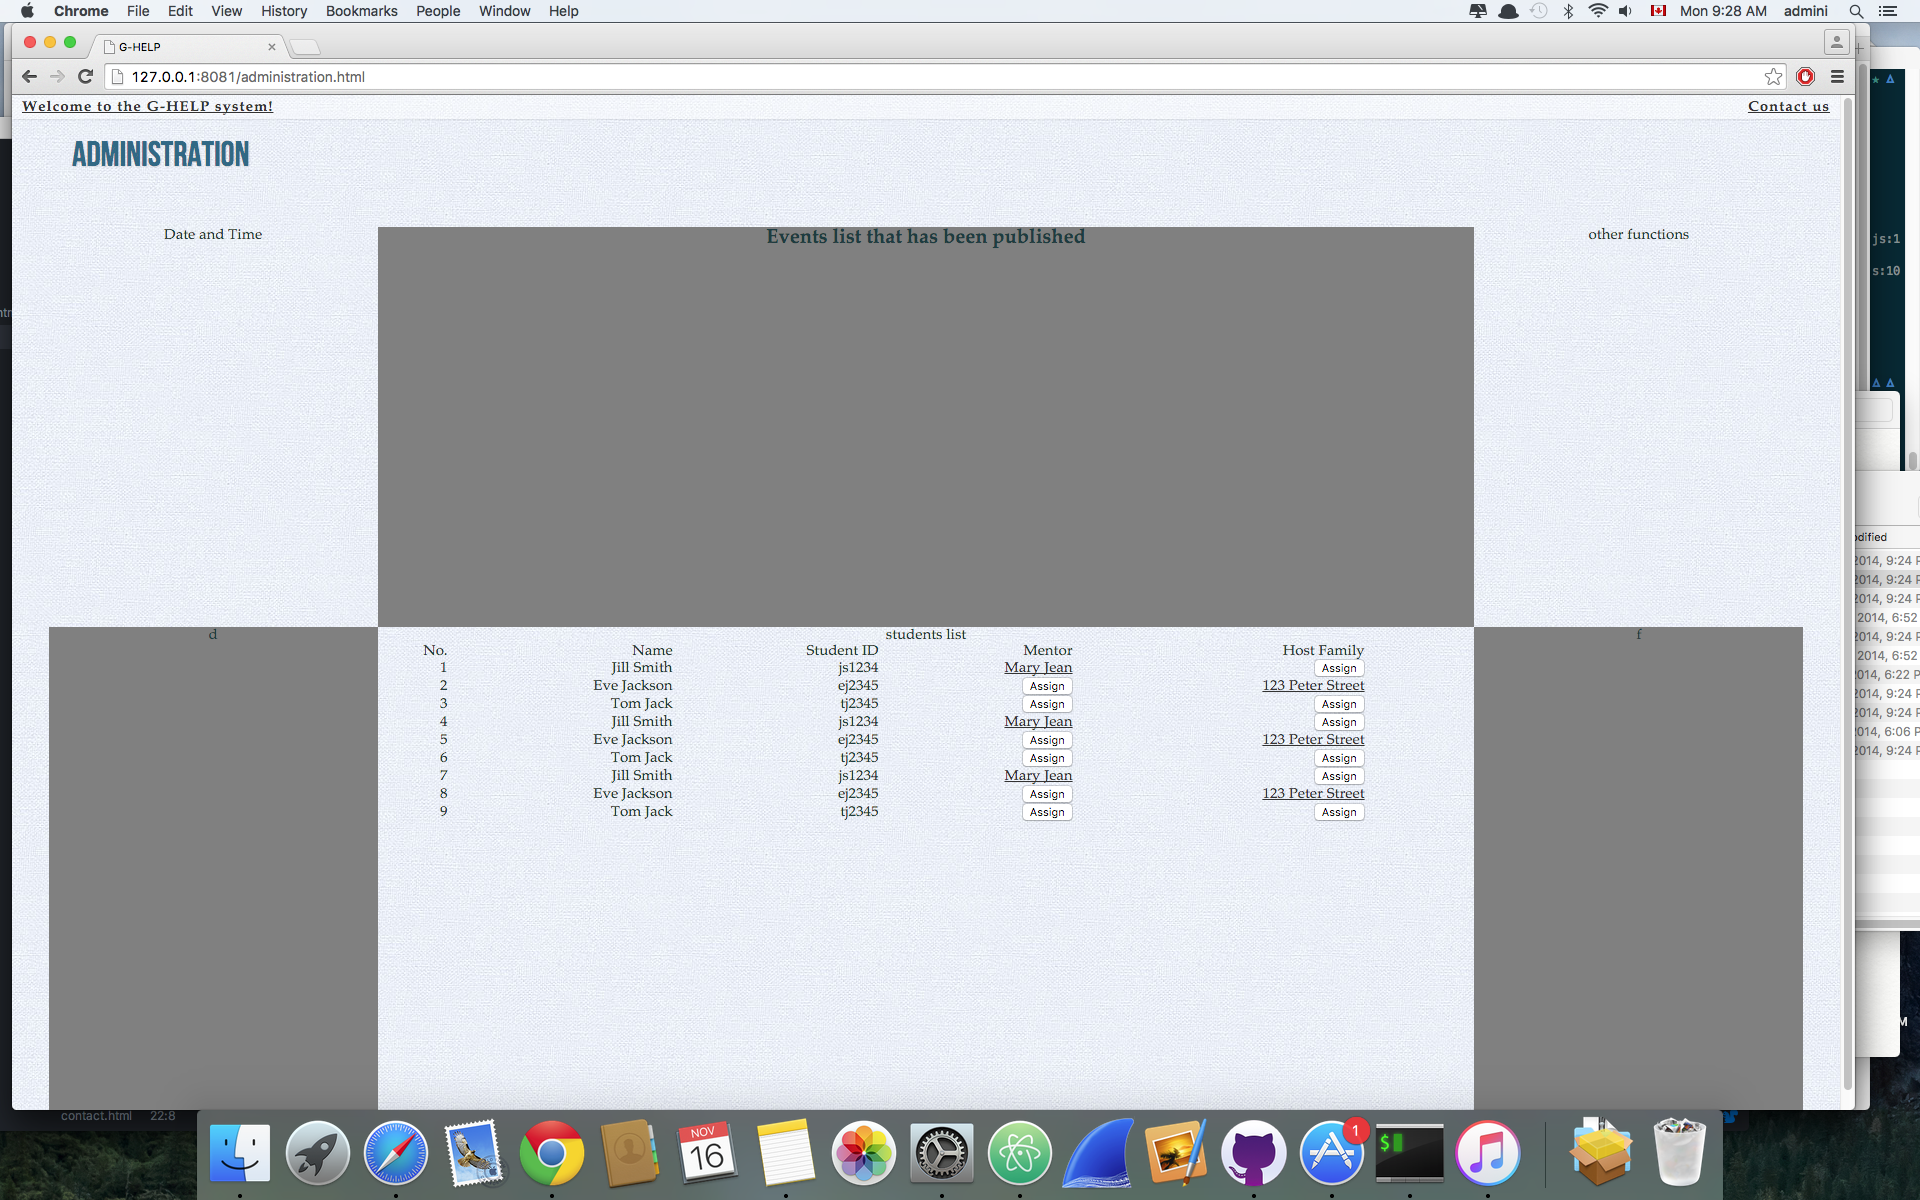 Chrome File Edit View History Bookmarks People Window Help Mon 9:28 AM admini
G-HELP
127.0.0.1:8081/administration.html
Welcome to the G-HELP system! Contact us
ADMINISTRATION
Date and Time Events list that has been published other functions
js:1
s:10
odified
2014, 9:24 P
2014, 9:24 P
2014, 9:24 P
2014, 6:52
2014, 9:24 P
2014, 6:52
2014, 6:22 P
2014, 9:24 P
2014, 9:24 P
2014, 6:06 P
2014, 9:24 P
d students list f
No. Name Student ID Mentor Host Family
1 Jill Smith js1234 Mary Jean Assign
2 Eve Jackson ej2345 Assign 123 Peter Street
3 Tom Jack tj2345 Assign Assign
4 Jill Smith js1234 Mary Jean Assign
5 Eve Jackson ej2345 Assign 123 Peter Street
6 Tom Jack tj2345 Assign Assign
7 Jill Smith js1234 Mary Jean Assign
8 Eve Jackson ej2345 Assign 123 Peter Street
9 Tom Jack tj2345 Assign Assign
M
contact.html 22:8
NOV
16
$
1